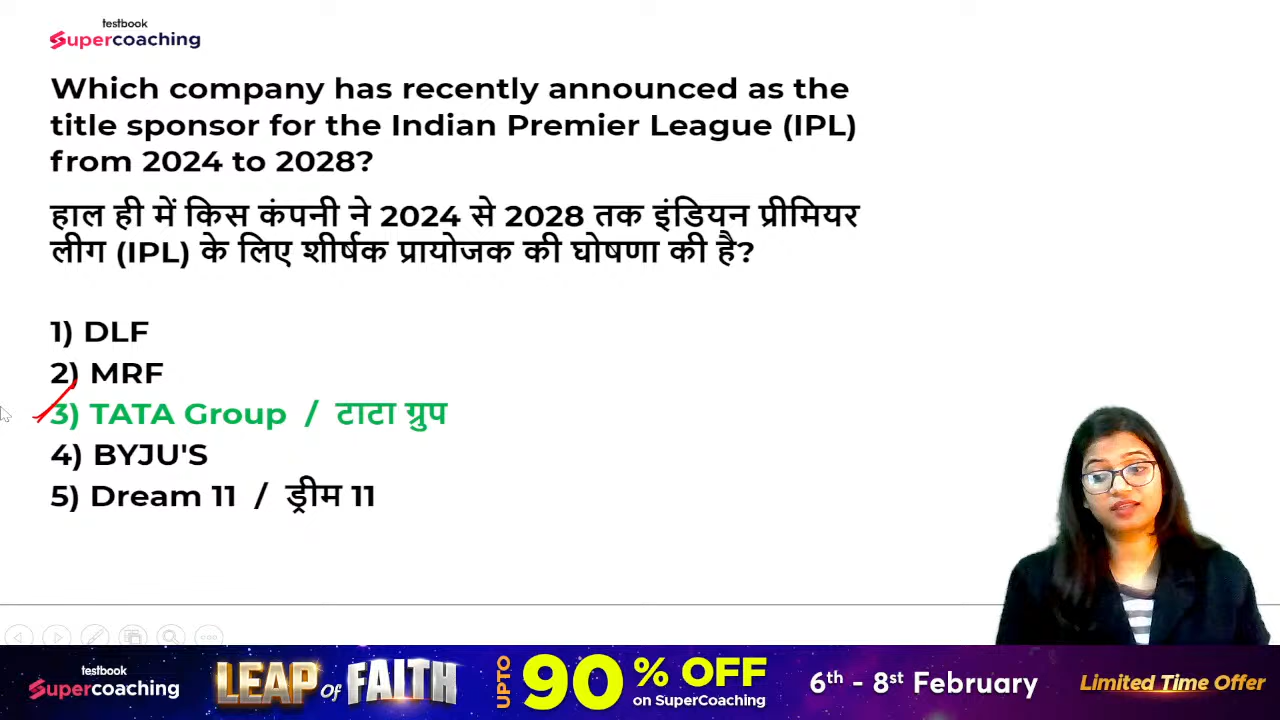 testbook
Supercoaching
Which company has recently announced as the
title sponsor for the Indian Premier League (IPL)
from 2024 to 2028?
हाल ही में किस कंपनी ने 2024 से 2028 तक इंडियन प्रीमियर
लीग (IPL) के लिए शीर्षक प्रायोजक की घोषणा की है?
1) DLF
2) MRF
3) TATA Group / टाटा ग्रुप
4) BYJU'S
5) Dream 11 / ड्रीम 11
testbook
Supercoaching
LEAP Of FAITH
UPTO 90% OFF
on SuperCoaching
6th - 8st February
Limited Time Offer